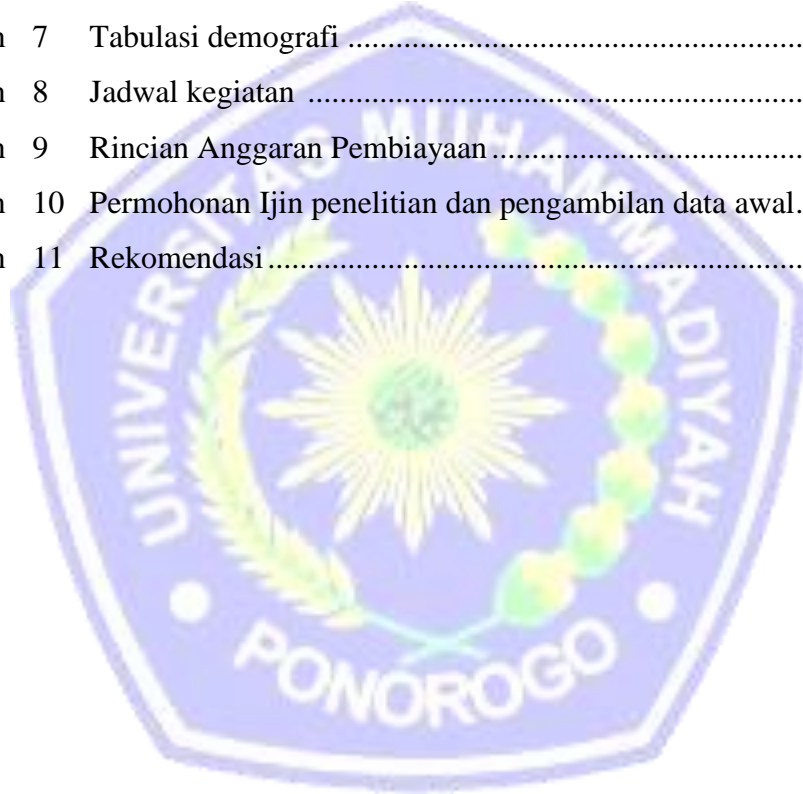 n 7 Tabulasi demografi ................................................................
n 8 Jadwal kegiatan ................................................................
n 9 Rincian Anggaran Pembiayaan ........................................
n 10 Permohonan Ijin penelitian dan pengambilan data awal.
n 11 Rekomendasi ................................................................
UNIVERSITAS MUHAMMADIYAH
PONOROGO